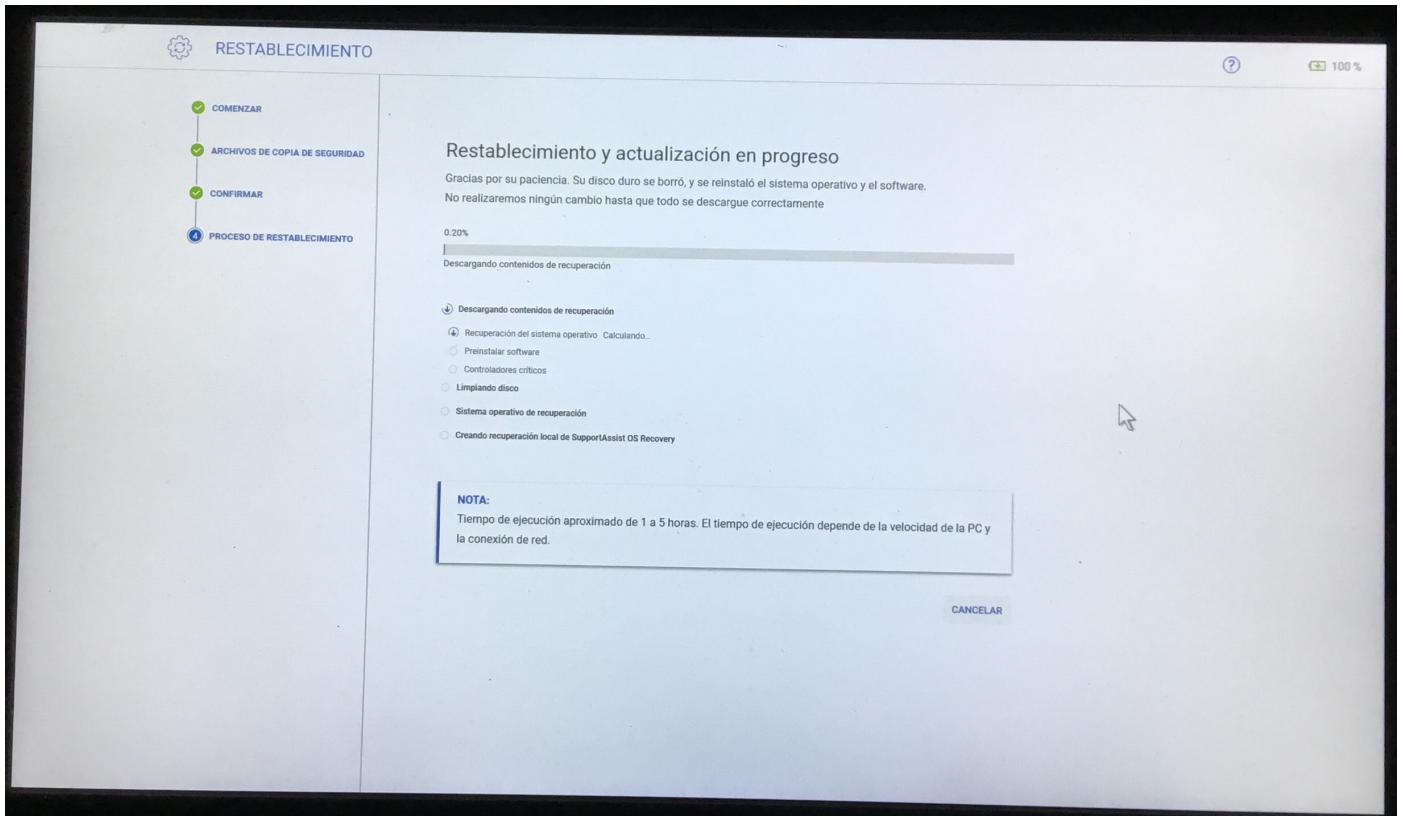 RESTABLECIMIENTO
100 %
COMENZAR
ARCHIVOS DE COPIA DE SEGURIDAD
CONFIRMAR
4 PROCESO DE RESTABLECIMIENTO
Restablecimiento y actualización en progreso
Gracias por su paciencia. Su disco duro se borró, y se reinstaló el sistema operativo y el software.
No realizaremos ningún cambio hasta que todo se descargue correctamente
0.20%
Descargando contenidos de recuperación
Descargando contenidos de recuperación
Recuperación del sistema operativo Calculando...
Preinstalar software
Controladores críticos
Limpiando disco
Sistema operativo de recuperación
Creando recuperación local de SupportAssist OS Recovery
NOTA:
Tiempo de ejecución aproximado de 1 a 5 horas. El tiempo de ejecución depende de la velocidad de la PC y
la conexión de red.
CANCELAR